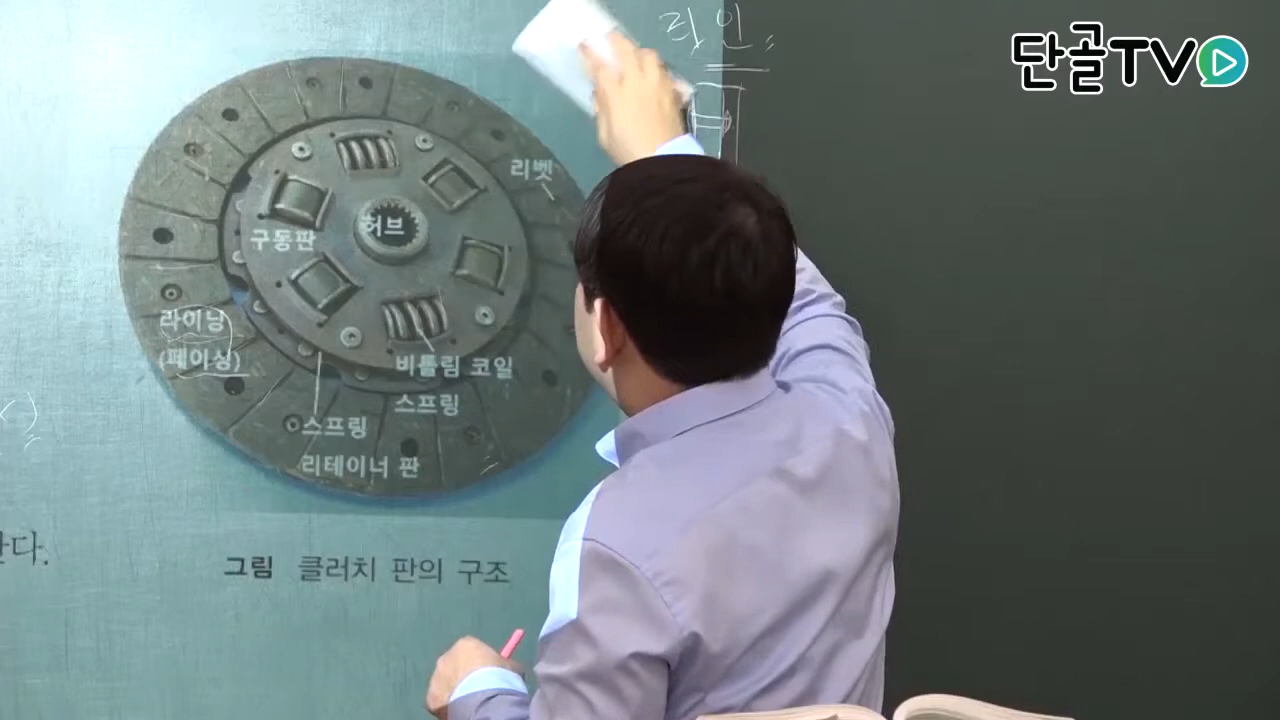 단골TV
리벳
허브
구동판
라이닝
(페이싱)
비틀림 코일
스프링
스프링
리테이너 판
다.
그림 클러치 판의 구조